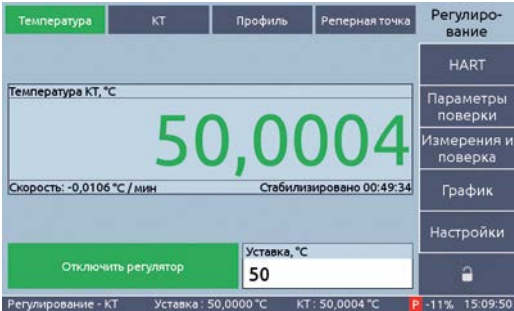 Температура
КТ
Профиль
Реперная точка
Регулиро-
вание
HART
Температура КТ, °C
Параметры
поверки
50,0004
Измерения и
поверка
Скорость: -0,0106 °C / мин
Стабилизировано 00:49:34
График
Настройки
Отключить регулятор
Уставка, °C
50
Регулирование - КТ
Уставка : 50,0000 °C
КТ : 50,0004 °C
P -11% 15:09:50